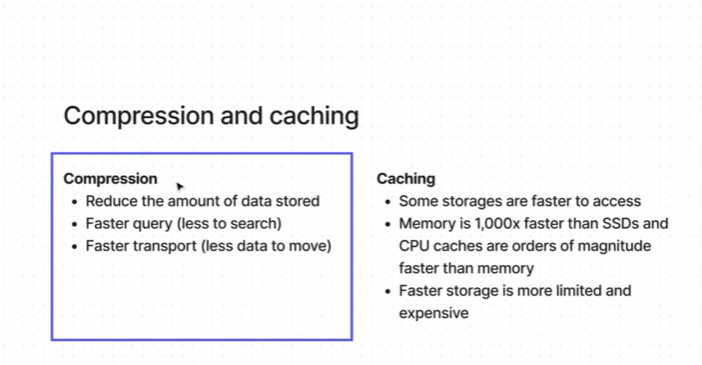 Compression and caching
Compression
• Reduce the amount of data stored
• Faster query (less to search)
• Faster transport (less data to move)
Caching
• Some storages are faster to access
• Memory is 1,000x faster than SSDs and
CPU caches are orders of magnitude
faster than memory
• Faster storage is more limited and
expensive